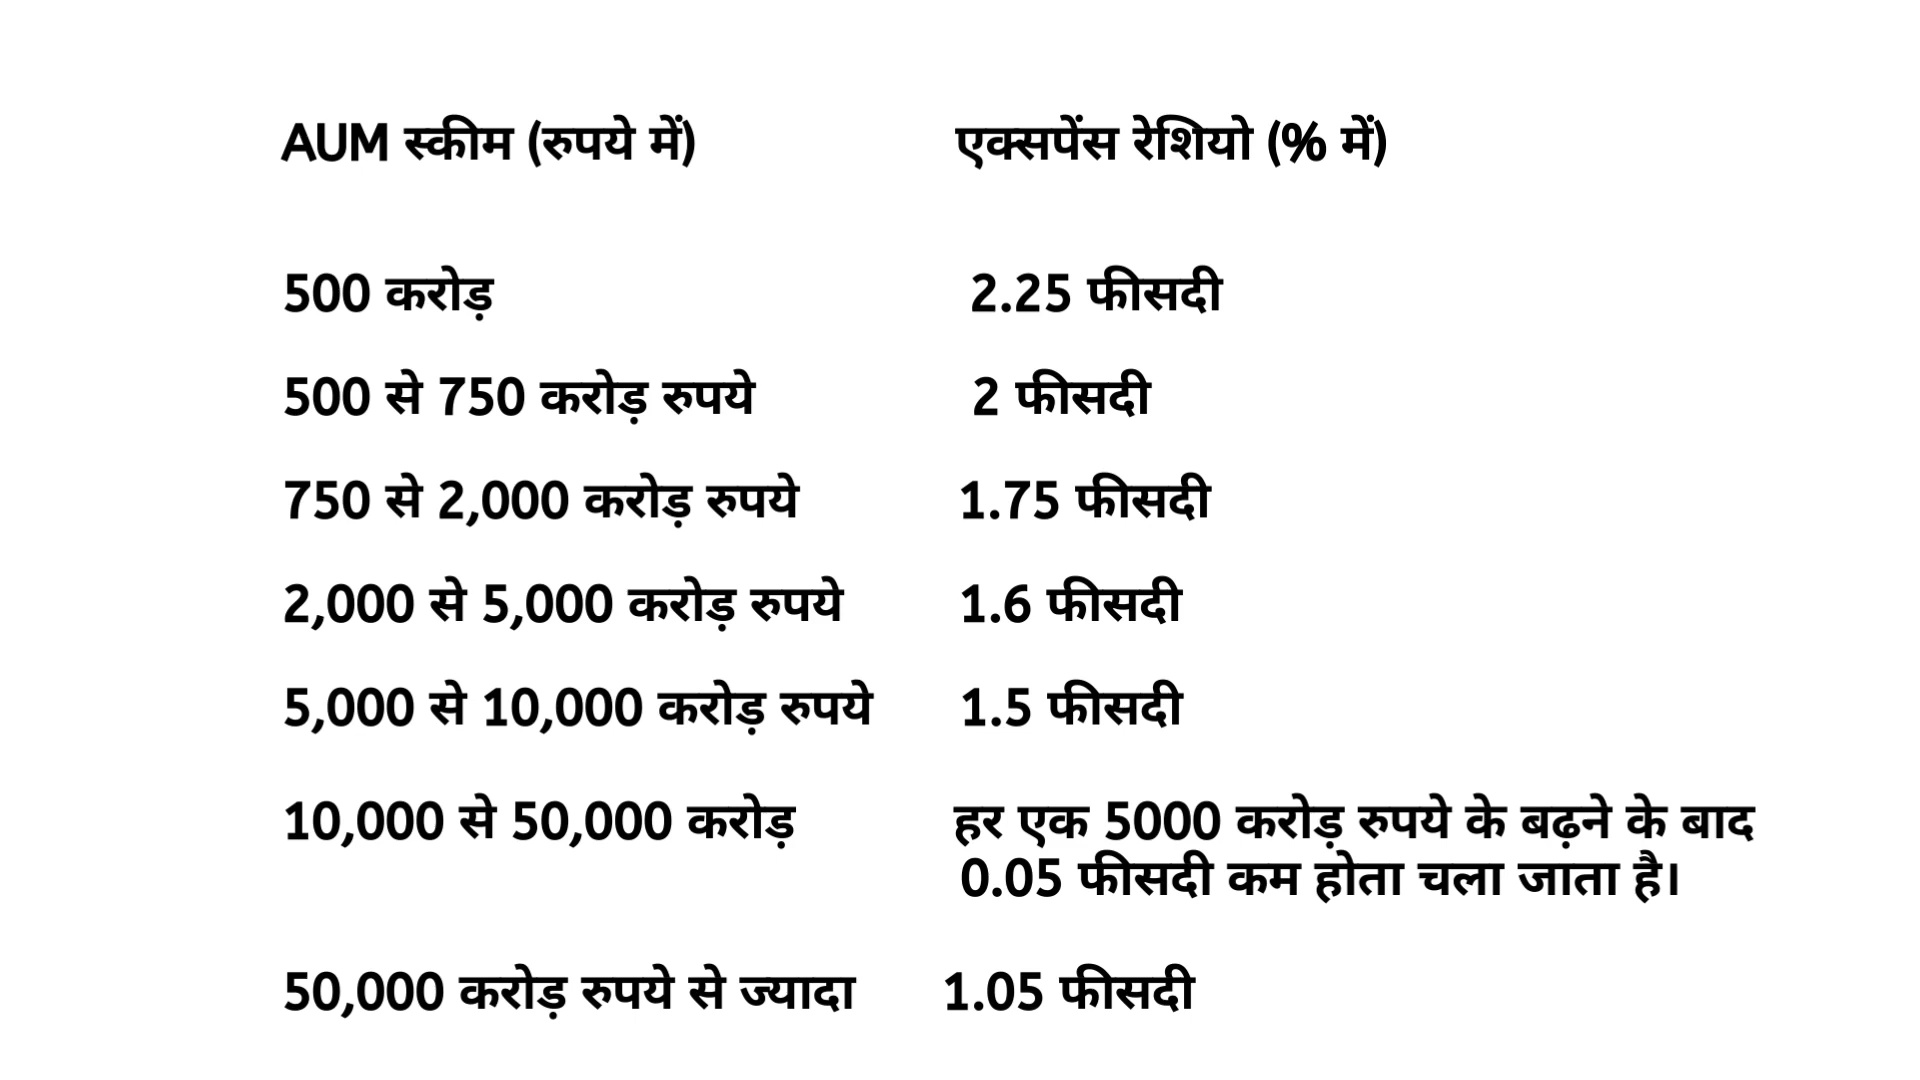 AUM स्कीम (रुपये में) एक्सपेंस रेशियो (% में)
500 करोड़ 2.25 फीसदी
500 से 750 करोड़ रुपये 2 फीसदी
750 से 2,000 करोड़ रुपये 1.75 फीसदी
2,000 से 5,000 करोड़ रुपये 1.6 फीसदी
5,000 से 10,000 करोड़ रुपये 1.5 फीसदी
10,000 से 50,000 करोड़ हर एक 5000 करोड़ रुपये के बढ़ने के बाद
0.05 फीसदी कम होता चला जाता है।
50,000 करोड़ रुपये से ज्यादा 1.05 फीसदी